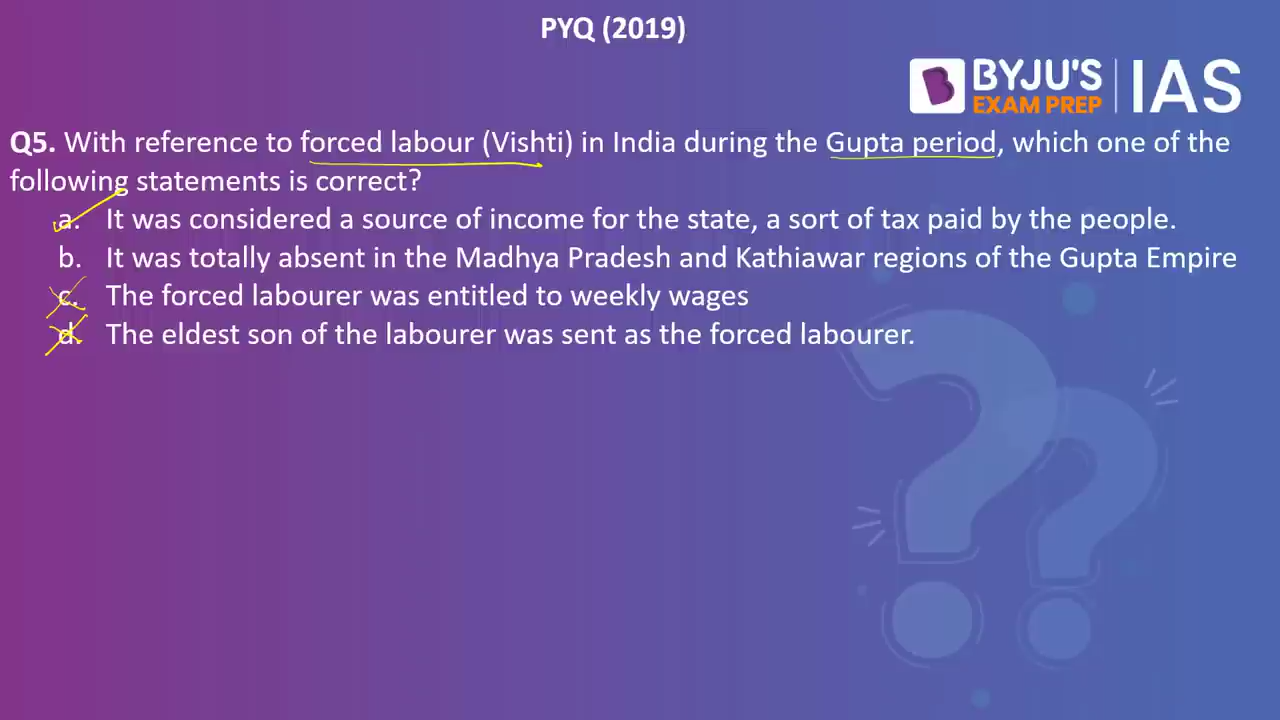 PYQ (2019)
BYJU'S
EXAM PREP
IAS
Q5. With reference to forced labour (Vishti) in India during the Gupta period, which one of the
following statements is correct?
a. It was considered a source of income for the state, a sort of tax paid by the people.
b. It was totally absent in the Madhya Pradesh and Kathiawar regions of the Gupta Empire
c. The forced labourer was entitled to weekly wages
d. The eldest son of the labourer was sent as the forced labourer.